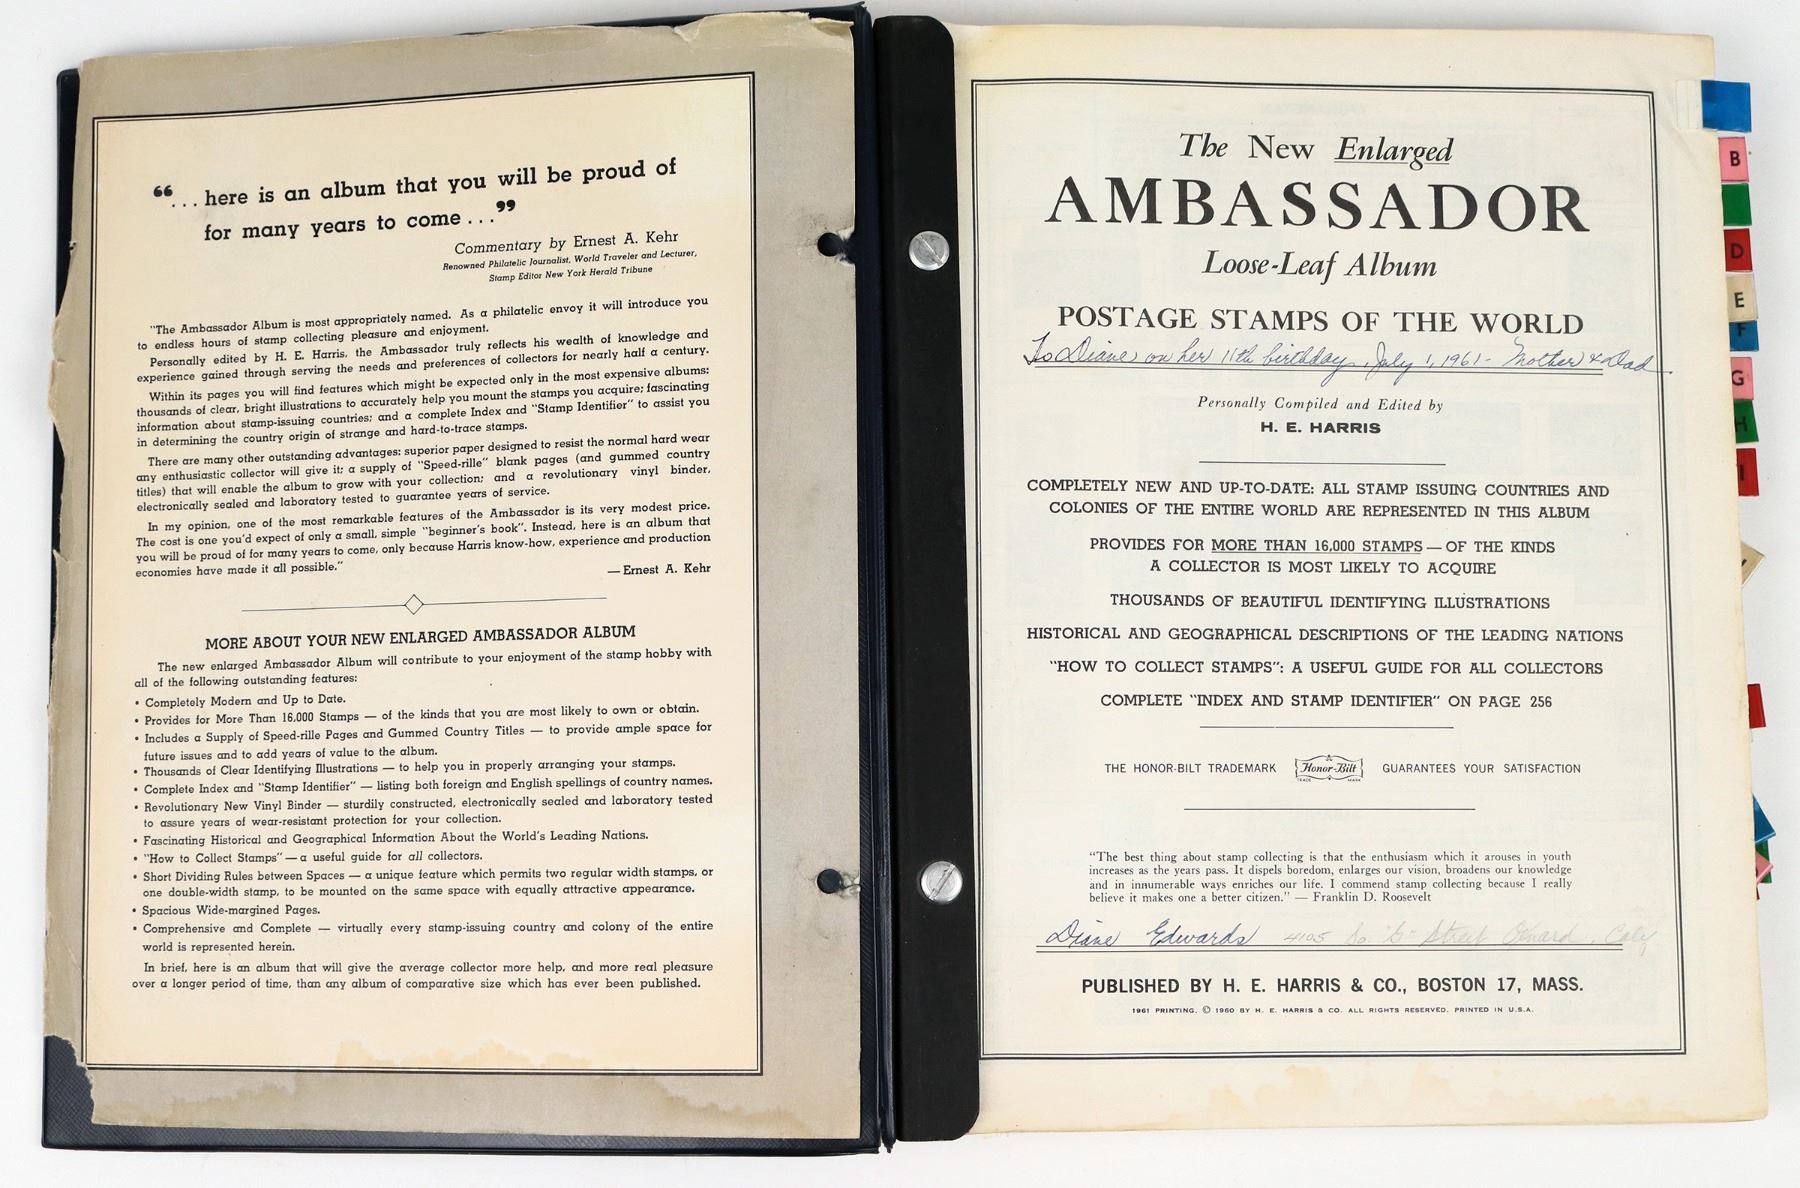 “...here is an album that you will be proud of
for many years to come...”
Commentary by Ernest A. Kehr
Renowned Philatelic Journalist, World Traveler and Lecturer,
Stamp Editor New York Herald Tribune
"The Ambassador Album is most appropriately named. As a philatelic envoy it will introduce you
to endless hours of stamp collecting pleasure and enjoyment.
Personally edited by H. E. Harris, the Ambassador truly reflects his wealth of knowledge and
experience gained through serving the needs and preferences of collectors for nearly half a century.
Within its pages you will find features which might be expected only in the most expensive albums:
thousands of clear, bright illustrations to accurately help you mount the stamps you acquire; fascinating
information about stamp-issuing countries; and a complete Index and "Stamp Identifier" to assist you
in determining the country origin of strange and hard-to-trace stamps.
There are many other outstanding advantages: superior paper designed to resist the normal hard wear
any enthusiastic collector will give it; a supply of "Speed-rille" blank pages (and gummed country
titles) that will enable the album to grow with your collection; and a revolutionary vinyl binder,
electronically sealed and laboratory tested to guarantee years of service.
In my opinion, one of the most remarkable features of the Ambassador is its very modest price.
The cost is one you'd expect of only a small, simple "beginner's book". Instead, here is an album that
you will be proud of for many years to come, only because Harris know-how, experience and production
economies have made it all possible."
—Ernest A. Kehr
MORE ABOUT YOUR NEW ENLARGED AMBASSADOR ALBUM
The new enlarged Ambassador Album will contribute to your enjoyment of the stamp hobby with
all of the following outstanding features:
• Completely Modern and Up to Date.
• Provides for More Than 16,000 Stamps — of the kinds that you are most likely to own or obtain.
• Includes a Supply of Speed-rille Pages and Gummed Country Titles — to provide ample space for
future issues and to add years of value to the album.
• Thousands of Clear Identifying Illustrations — to help you in properly arranging your stamps.
• Complete Index and "Stamp Identifier" — listing both foreign and English spellings of country names.
• Revolutionary New Vinyl Binder — sturdily constructed, electronically sealed and laboratory tested
to assure years of wear-resistant protection for your collection.
• Fascinating Historical and Geographical Information About the World's Leading Nations.
• "How to Collect Stamps" — a useful guide for all collectors.
• Short Dividing Rules between Spaces — a unique feature which permits two regular width stamps, or
one double-width stamp, to be mounted on the same space with equally attractive appearance.
• Spacious Wide-margined Pages.
• Comprehensive and Complete — virtually every stamp-issuing country and colony of the entire
world is represented herein.
In brief, here is an album that will give the average collector more help, and more real pleasure
over a longer period of time, than any album of comparative size which has ever been published.
The New Enlarged
AMBASSADOR
Loose-Leaf Album
POSTAGE STAMPS OF THE WORLD
To Diane on her 11th birthday, July 1, 1961 - Mother & Dad
Personally Compiled and Edited by
H. E. HARRIS
COMPLETELY NEW AND UP-TO-DATE: ALL STAMP ISSUING COUNTRIES AND
COLONIES OF THE ENTIRE WORLD ARE REPRESENTED IN THIS ALBUM
PROVIDES FOR MORE THAN 16,000 STAMPS — OF THE KINDS
A COLLECTOR IS MOST LIKELY TO ACQUIRE
THOUSANDS OF BEAUTIFUL IDENTIFYING ILLUSTRATIONS
HISTORICAL AND GEOGRAPHICAL DESCRIPTIONS OF THE LEADING NATIONS
"HOW TO COLLECT STAMPS": A USEFUL GUIDE FOR ALL COLLECTORS
COMPLETE "INDEX AND STAMP IDENTIFIER" ON PAGE 256
THE HONOR-BILT TRADEMARK Honor-Bilt GUARANTEES YOUR SATISFACTION
TRADE MARK
"The best thing about stamp collecting is that the enthusiasm which it arouses in youth
increases as the years pass. It dispels boredom, enlarges our vision, broadens our knowledge
and in innumerable ways enriches our life. I commend stamp collecting because I really
believe it makes one a better citizen." — Franklin D. Roosevelt
Diane Edwards 4105 So. Street Oxnard, Calif
PUBLISHED BY H. E. HARRIS & CO., BOSTON 17, MASS.
1961 PRINTING. © 1960 BY H. E. HARRIS & CO. ALL RIGHTS RESERVED. PRINTED IN U.S.A.
B
D
E
F
G
H
I